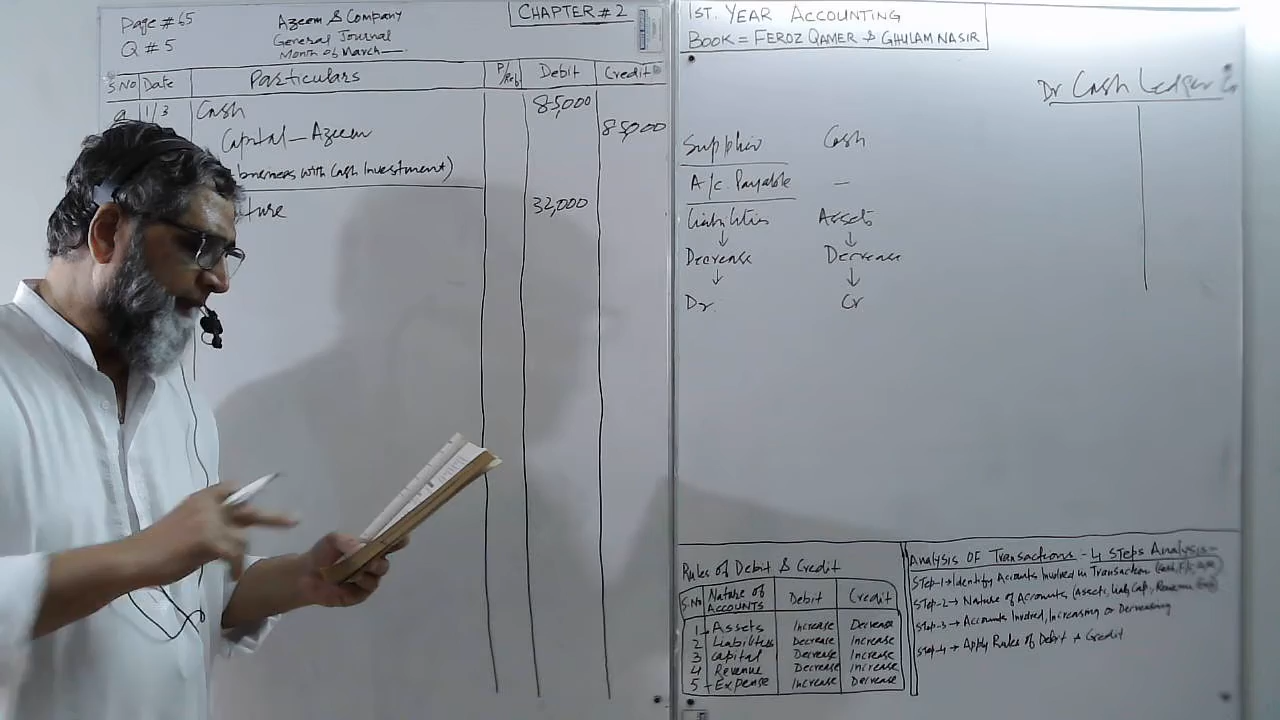 Page # 65
Q # 5
Azeem & Company
General Journal
Month of March
CHAPTER # 2
S.No Date Particulars P/Ref Debit Credit
a 1/3 Cash 85,000
Capital - Azeem 85,000
business with Cash Investment)
32,000
1ST. YEAR ACCOUNTING
BOOK = FEROZ QAMER & GHULAM NASIR
Dr Cash Ledger Cr
Supplier Cash
A/c. Payable —
Liabilities Assets
↓ ↓
Decrease Decrease
↓ ↓
Dr. Cr
Rules of Debit & Credit
S.No Nature of ACCOUNTS Debit Credit
1 - Assets Increase Decrease
2 Liabilities Decrease Increase
3 Capital Decrease Increase
4 Revenue Decrease Increase
5 - Expense Increase Decrease
Analysis Of Transactions - 4 Steps Analysis -
Step-1 → Identify Accounts Involved in Transaction
Step-2 → Nature of Accounts (Assets, Liab, Cap, Revenue
Step-3 → Accounts Involved, Increasing or Decreasing
Step-4 → Apply Rules of Debit & Credit